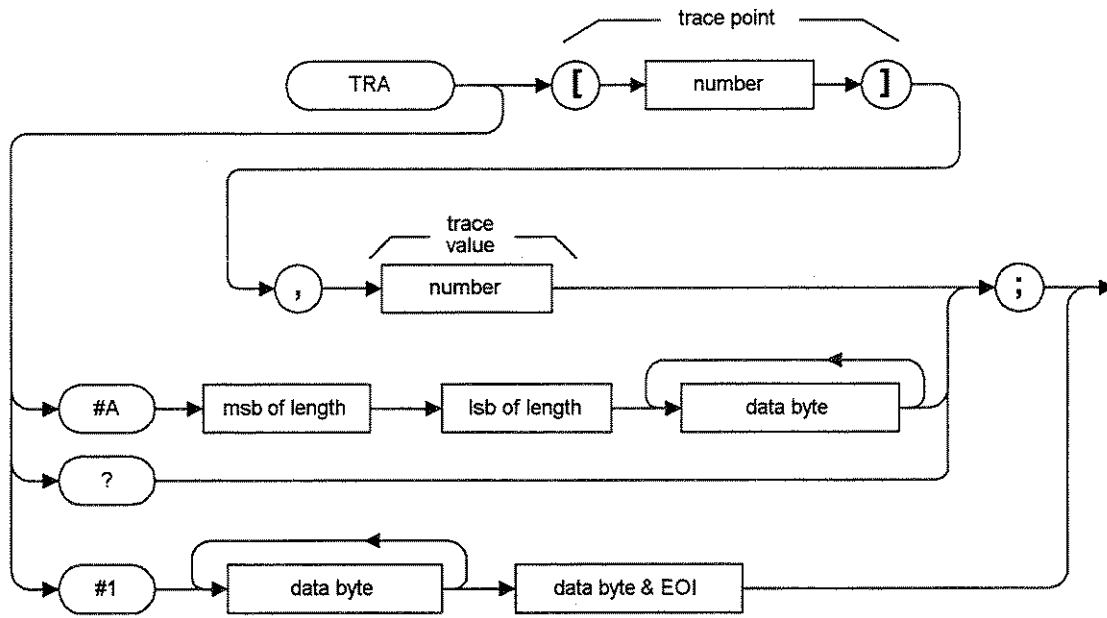 trace point
TRA [ number ]
trace
value
, number ;
#A msb of length lsb of length data byte
?
#1 data byte data byte & EOI